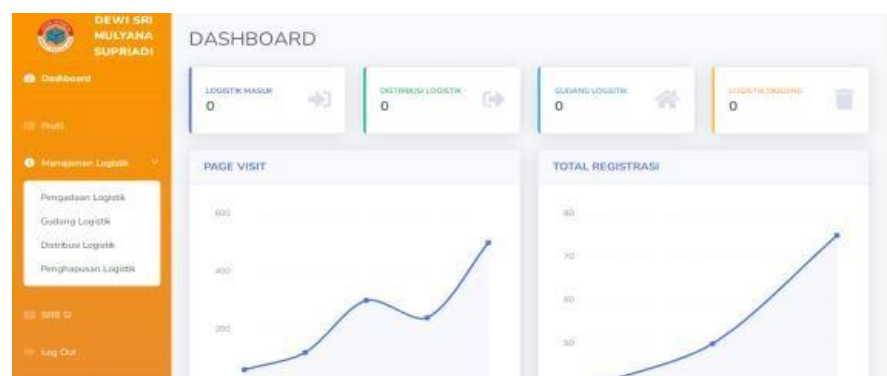 DEWI SRI
MULYANA
SUPRIADI
Dashboard
Profil
Manajemen Logistik
Pengadaan Logistik
Gudang Logistik
Distribusi Logistik
Penghapusan Logistik
Log Out
DASHBOARD
LOGISTIK MASUK
0
DISTRIBUSI LOGISTIK
0
GUDANG LOGISTIK
0
LOGISTIK DIBUANG
0
PAGE VISIT
600
400
200
TOTAL REGISTRASI
80
70
60
50